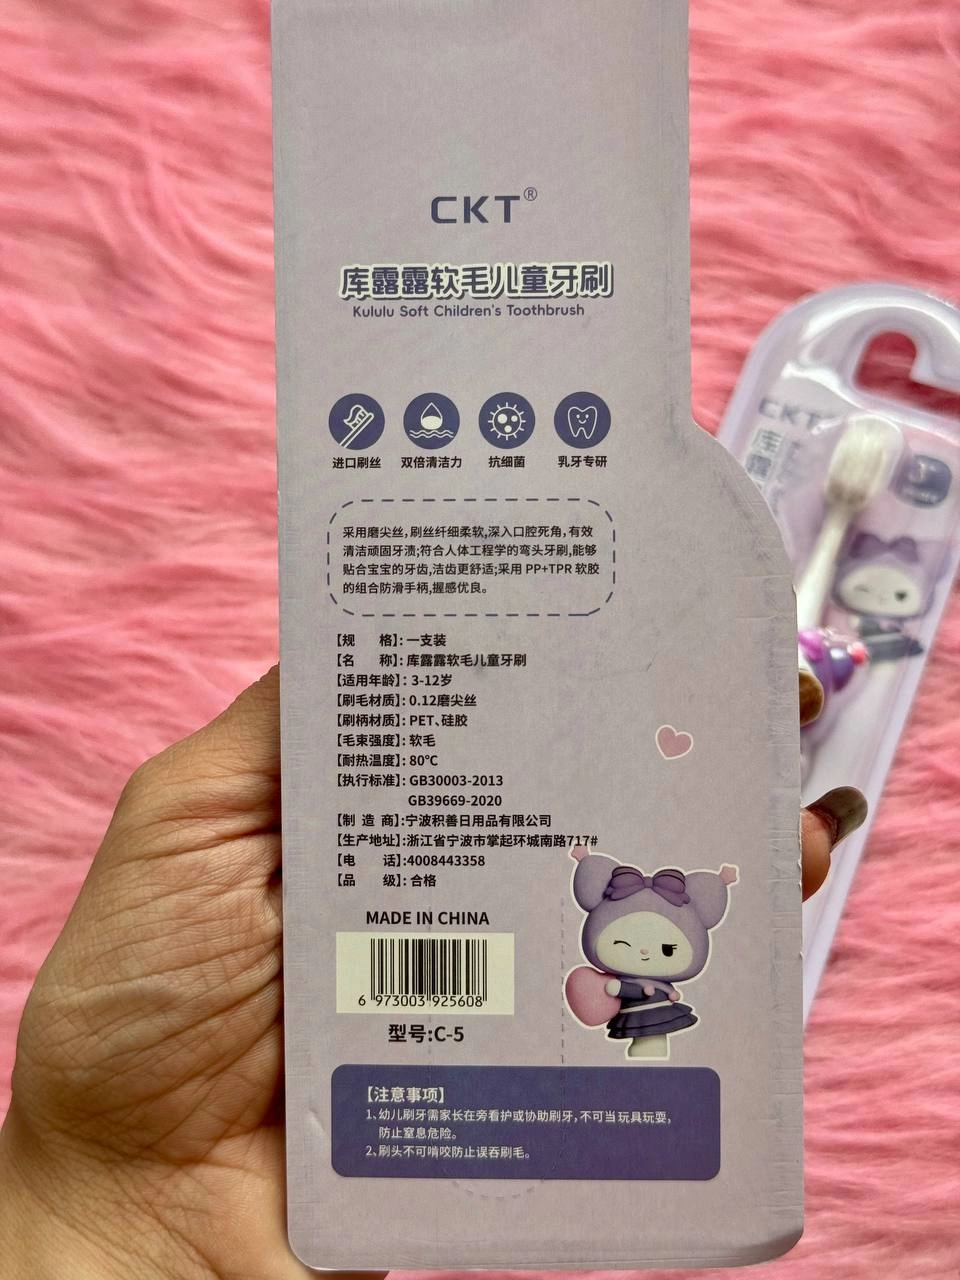 CKT®
库露露软毛儿童牙刷
Kululu Soft Children's Toothbrush
进口刷丝 双倍清洁力 抗细菌 乳牙专研
采用磨尖丝,刷丝纤细柔软,深入口腔死角,有效
清洁顽固牙渍;符合人体工程学的弯头牙刷,能够
贴合宝宝的牙齿,洁齿更舒适;采用 PP+TPR 软胶
的组合防滑手柄,握感优良。
【规 格】: 一支装
【名 称】: 库露露软毛儿童牙刷
【适用年龄】: 3-12岁
【刷毛材质】: 0.12磨尖丝
【刷柄材质】: PET、硅胶
【毛束强度】: 软毛
【耐热温度】: 80℃
【执行标准】: GB30003-2013
GB39669-2020
【制 造 商】:宁波积善日用品有限公司
【生产地址】:浙江省宁波市掌起环城南路717#
【电 话】:4008443358
【品 级】: 合格
MADE IN CHINA
6 973003 925608
型号:C-5
【注意事项】
1、幼儿刷牙需家长在旁看护或协助刷牙,不可当玩具玩耍,
防止窒息危险。
2、刷头不可啃咬防止误吞刷毛。
CKT
库
露
3+